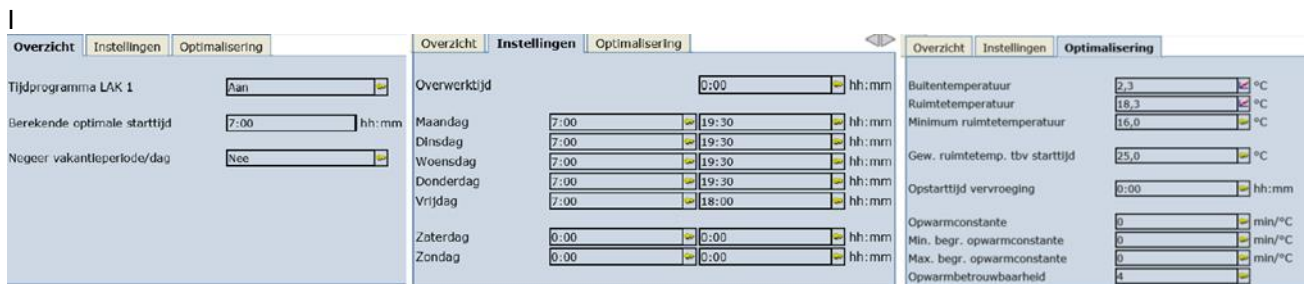 Overzicht Instellingen Optimalisering
Tijdprogramma LAK 1 Aan
Berekende optimale starttijd 7:00 hh:mm
Negeer vakantieperiode/dag Nee
Overzicht Instellingen Optimalisering
Overwerktijd 0:00 hh:mm
Maandag 7:00 19:30 hh:mm
Dinsdag 7:00 19:30 hh:mm
Woensdag 7:00 19:30 hh:mm
Donderdag 7:00 19:30 hh:mm
Vrijdag 7:00 18:00 hh:mm
Zaterdag 0:00 0:00 hh:mm
Zondag 0:00 0:00 hh:mm
Overzicht Instellingen Optimalisering
Buitentemperatuur 2,3 °C
Ruimtetemperatuur 18,3 °C
Minimum ruimtetemperatuur 16,0 °C
Gew. ruimtetemp. tbv starttijd 25,0 °C
Opstarttijd vervroeging 0:00 hh:mm
Opwarmconstante 0 min/°C
Min. begr. opwarmconstante 0 min/°C
Max. begr. opwarmconstante 0 min/°C
Opwarmbetrouwbaarheid 4